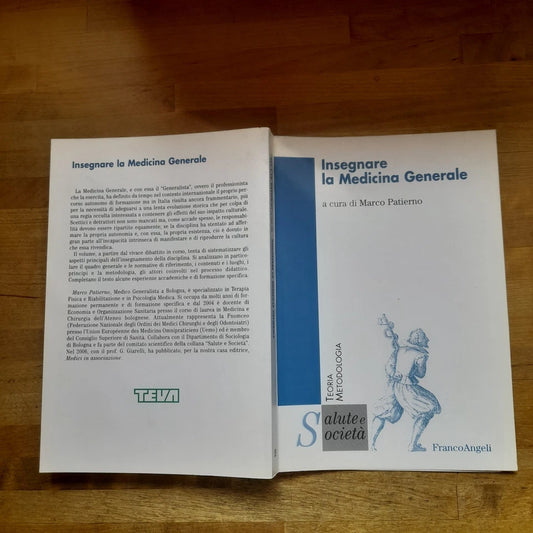 Insegnare la Medicina Generale
La Medicina Generale, e con essa il "Generalista", ovvero il professionista
che la esercita, ha definito da tempo nel contesto internazionale il proprio per-
corso autonomo di formazione ma in Italia risulta ancora frammentario, più
per la necessità di adeguarsi a una lenta evoluzione storica che per colpa di
una regia occulta interessata a contenere gli effetti del suo impatto culturale.
Scettici e detrattori non sono mancati ma, come accade spesso, le responsabi-
lità devono essere ripartite equamente; se la disciplina ha stentato ad affer-
mare la propria autonomia e, con essa, la propria esistenza, ciò è dovuto in
gran parte all'incapacità intrinseca di manifestare e di riprodurre la cultura
che essa rivendica.
Il volume, a partire dal vivace dibattito in corso, tenta di sistematizzare gli
aspetti principali dell'insegnamento della disciplina. Si analizzano in partico-
lare il quadro generale e le normative di riferimento, i contenuti e i luoghi, i
principi e la metodologia, gli attori coinvolti nel processo didattico.
Completano il testo alcune esperienze accademiche e di formazione specifica.
Marco Patierno, Medico Generalista a Bologna, è specializzato in Terapia
Fisica e Riabilitazione e in Psicologia Medica. Si occupa da molti anni di for-
mazione permanente e di formazione specifica e dal 2004 è docente di
Economia e Organizzazione Sanitaria presso il corso di laurea in Medicina e
Chirurgia dell'Ateneo bolognese. Attualmente rappresenta la Fnomceo
(Federazione Nazionale degli Ordini dei Medici Chirurghi e degli Odontoiatri)
presso l'Union Européenne des Medicins Omnipraticiens (Uemo) ed è membro
del Consiglio Superiore di Sanità. Collabora con il Dipartimento di Sociologia
di Bologna e fa parte del comitato scientifico della collana "Salute e Società".
Nel 2006, con il prof. G. Giarelli, ha pubblicato, per la nostra casa editrice,
Medici in associazione.
TEVA
Insegnare
la Medicina Generale
a cura di Marco Patierno
TEORIA
METODOLOGIA
Salute e
Società
FrancoAngeli